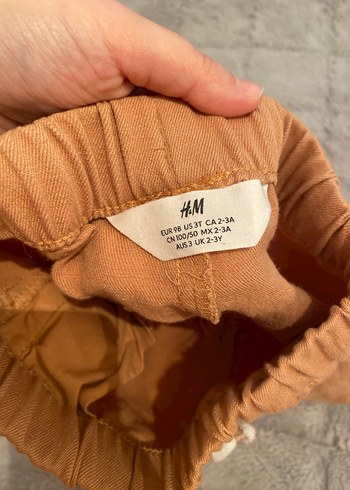 H&M
EUR 98 US 3T CA 2-3A
CN 100/50 MX 2-3A
AUS 3 UK 2-3Y